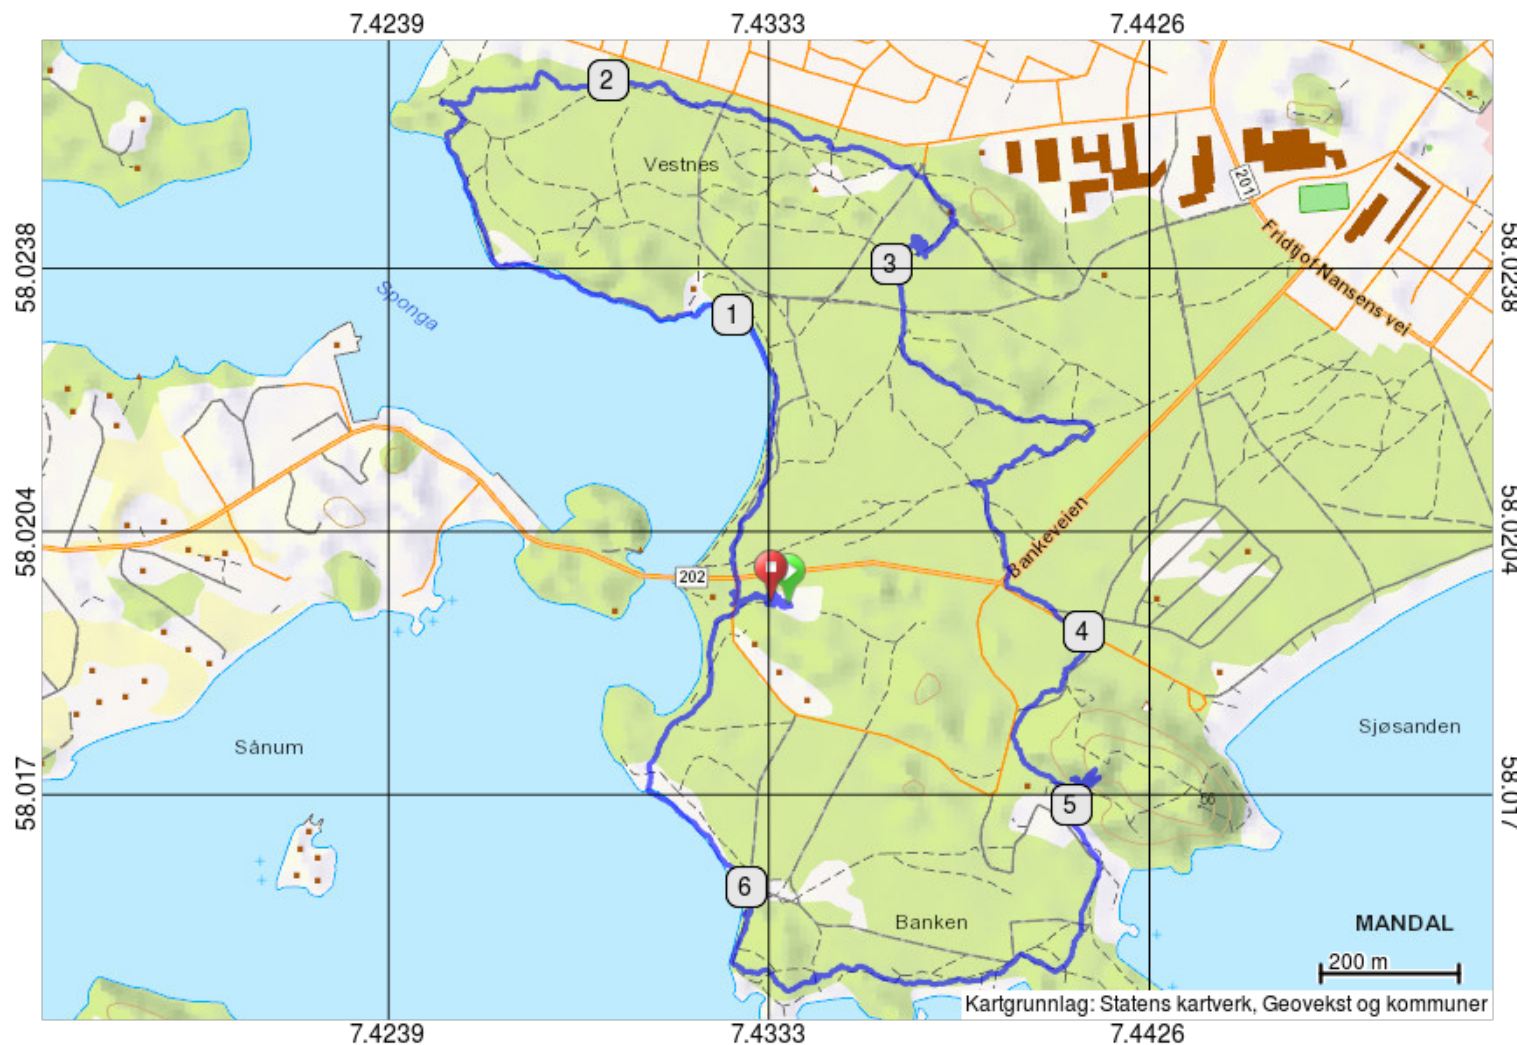 7.4239
7.4333
7.4426
2
Vestnes
201
58.0238
3
58.0238
Fridtjof Nansens vei
Sponga
1
58.0204
58.0204
Bankeveien
202
4
Sånum
Sjøsanden
58.017
5
58.017
6
Banken
MANDAL
200 m
Kartgrunnlag: Statens kartverk, Geovekst og kommuner
7.4239
7.4333
7.4426